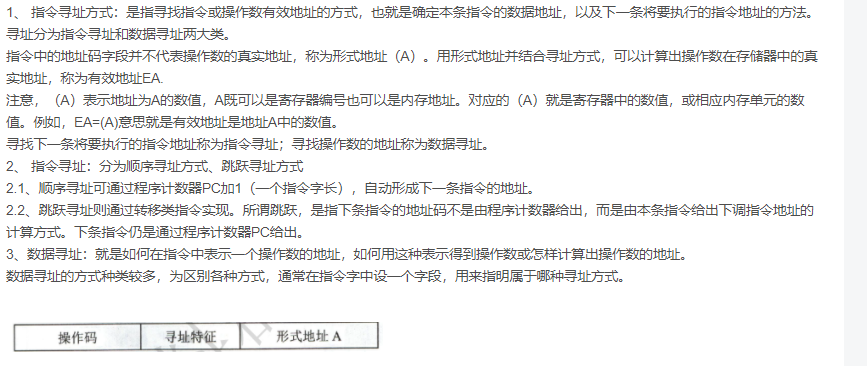 1、 指令寻址方式：是指寻找指令或操作数有效地址的方式，也就是确定本条指令的数据地址，以及下一条将要执行的指令地址的方法。
寻址分为指令寻址和数据寻址两大类。
指令中的地址码字段并不代表操作数的真实地址，称为形式地址（A）。用形式地址并结合寻址方式，可以计算出操作数在存储器中的真
实地址，称为有效地址EA.
注意，（A）表示地址为A的数值，A既可以是寄存器编号也可以是内存地址。对应的（A）就是寄存器中的数值，或相应内存单元的数
值。例如，EA=(A)意思就是有效地址是地址A中的数值。
寻找下一条将要执行的指令地址称为指令寻址；寻找操作数的地址称为数据寻址。
2、 指令寻址：分为顺序寻址方式、跳跃寻址方式
2.1、顺序寻址可通过程序计数器PC加1（一个指令字长），自动形成下一条指令的地址。
2.2、跳跃寻址则通过转移类指令实现。所谓跳跃，是指下条指令的地址码不是由程序计数器给出，而是由本条指令给出下调指令地址的
计算方式。下条指令仍是通过程序计数器PC给出。
3、数据寻址：就是如何在指令中表示一个操作数的地址，如何用这种表示得到操作数或怎样计算出操作数的地址。
数据寻址的方式种类较多，为区别各种方式，通常在指令字中设一个字段，用来指明属于哪种寻址方式。
操作码 寻址特征 形式地址 A